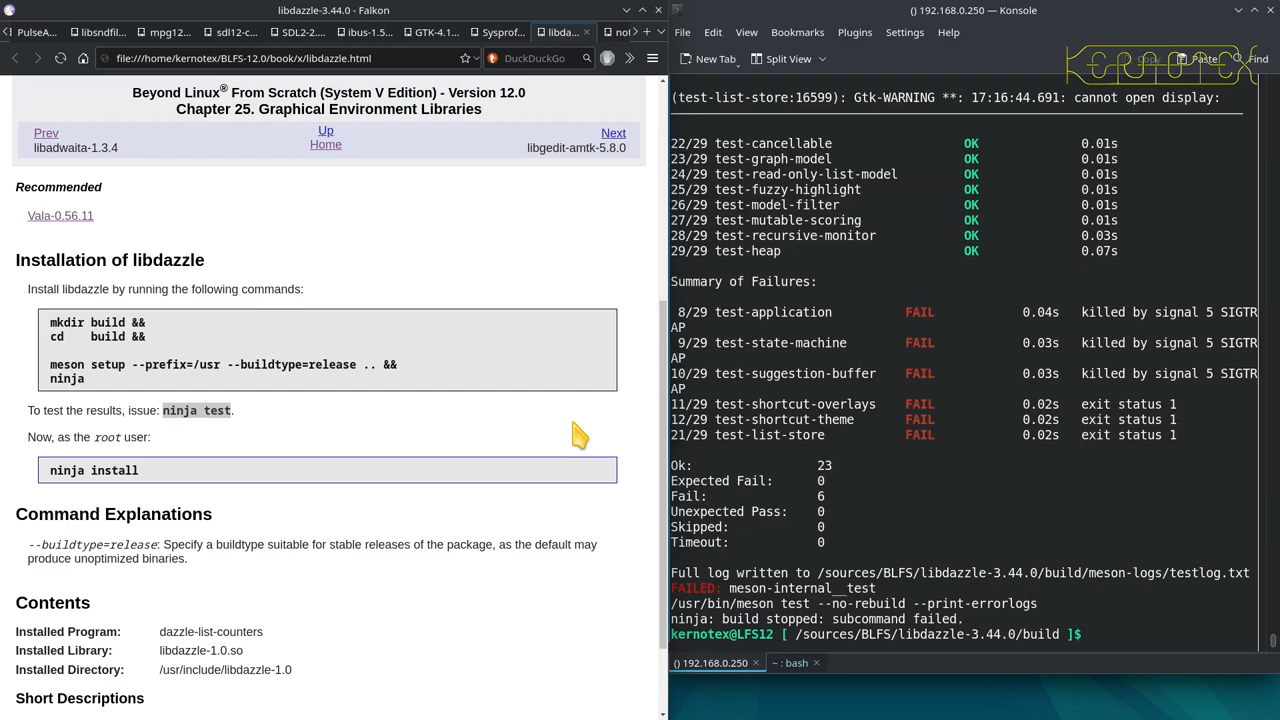 libdazzle-3.44.0 - Falkon
PulseA...
libsndfil...
mpg12...
sdl12-c...
SDL2-2....
ibus-1.5...
GTK-4.1...
Sysprof...
libda...
file:///home/kernotex/BLFS-12.0/book/x/libdazzle.html
DuckDuckGo
Beyond Linux® From Scratch (System V Edition) - Version 12.0
Chapter 25. Graphical Environment Libraries
Prev
Up
Next
libadwaita-1.3.4
Home
libgedit-amtk-5.8.0
Recommended
Vala-0.56.11
Installation of libdazzle
Install libdazzle by running the following commands:
mkdir build &&
cd    build &&
meson setup --prefix=/usr --buildtype=release .. &&
ninja
To test the results, issue: ninja test.
Now, as the root user:
ninja install
Command Explanations
--buildtype=release: Specify a buildtype suitable for stable releases of the package, as the default may
produce unoptimized binaries.
Contents
Installed Program: dazzle-list-counters
Installed Library: libdazzle-1.0.so
Installed Directory: /usr/include/libdazzle-1.0
Short Descriptions
() 192.168.0.250 — Konsole
File Edit View Bookmarks Plugins Settings Help
New Tab Split View Copy Paste Find
KERNOTEX
(test-list-store:16599): Gtk-WARNING **: 17:16:44.691: cannot open display:
22/29 test-cancellable OK 0.01s
23/29 test-graph-model OK 0.01s
24/29 test-read-only-list-model OK 0.01s
25/29 test-fuzzy-highlight OK 0.01s
26/29 test-model-filter OK 0.01s
27/29 test-mutable-scoring OK 0.01s
28/29 test-recursive-monitor OK 0.03s
29/29 test-heap OK 0.07s
Summary of Failures:
8/29 test-application FAIL 0.04s killed by signal 5 SIGTR
AP
9/29 test-state-machine FAIL 0.03s killed by signal 5 SIGTR
AP
10/29 test-suggestion-buffer FAIL 0.03s killed by signal 5 SIGTR
AP
11/29 test-shortcut-overlays FAIL 0.02s exit status 1
12/29 test-shortcut-theme FAIL 0.02s exit status 1
21/29 test-list-store FAIL 0.02s exit status 1
Ok: 23
Expected Fail: 0
Fail: 6
Unexpected Pass: 0
Skipped: 0
Timeout: 0
Full log written to /sources/BLFS/libdazzle-3.44.0/build/meson-logs/testlog.txt
FAILED: meson-internal__test
/usr/bin/meson test --no-rebuild --print-errorlogs
ninja: build stopped: subcommand failed.
kernotex@LFS12 [ /sources/BLFS/libdazzle-3.44.0/build ]$
() 192.168.0.250
~ : bash